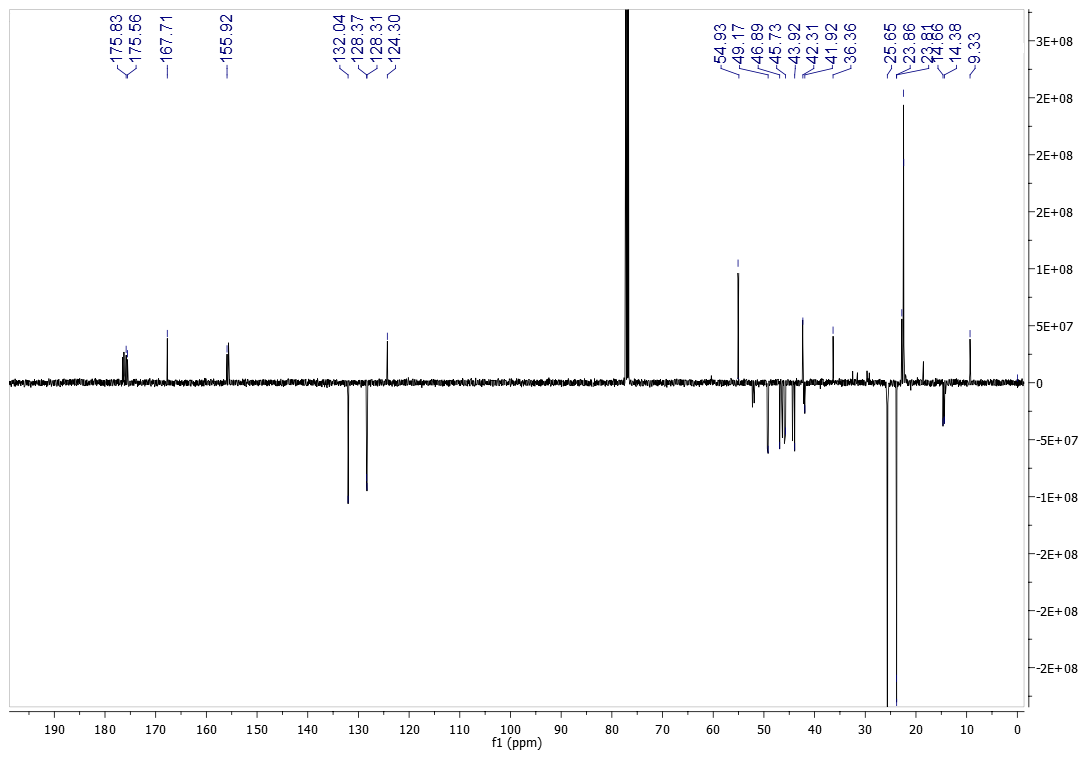 175.83
175.56
167.71
155.92
132.04
128.37
128.31
124.30
54.93
49.17
46.89
45.73
43.92
42.31
41.92
36.36
25.65
23.86
23.81
14.66
14.38
9.33
3E+08
2E+08
2E+08
2E+08
1E+08
5E+07
0
-5E+07
-1E+08
-2E+08
-2E+08
-2E+08
190 180 170 160 150 140 130 120 110 100 90 80 70 60 50 40 30 20 10 0
f1 (ppm)